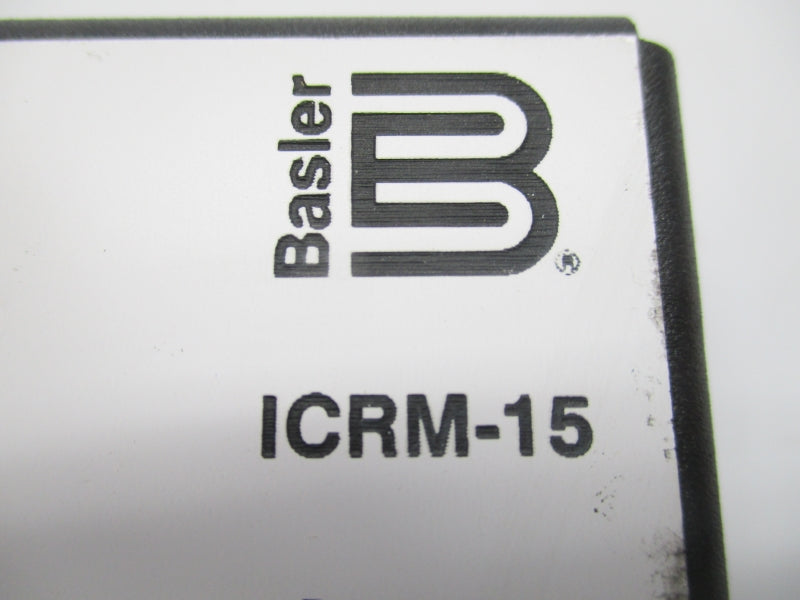 Basler
B
®
ICRM-15